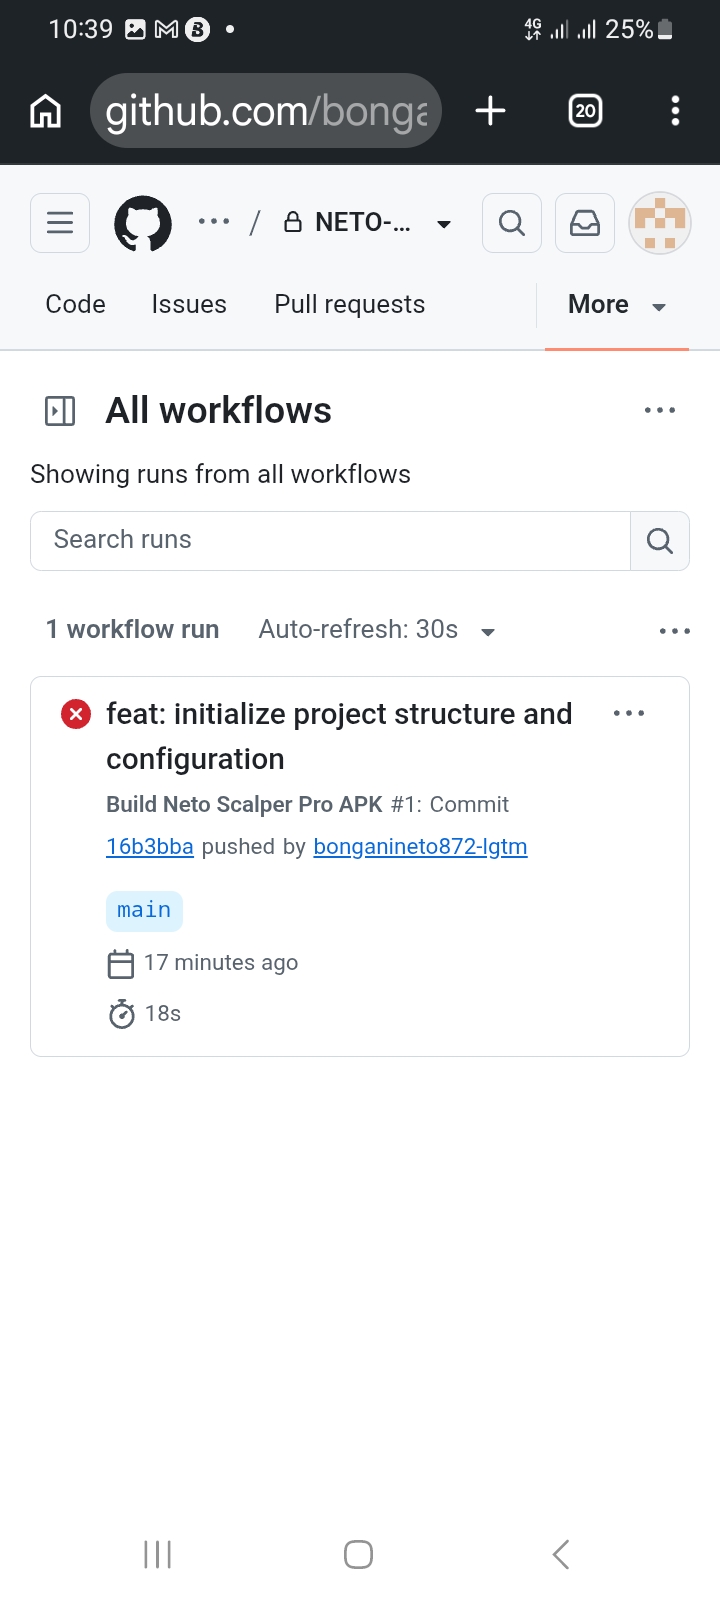 10:39
4G 25%
github.com/bonga
20
... / NETO-...
Code Issues Pull requests More
All workflows
Showing runs from all workflows
Search runs
1 workflow run Auto-refresh: 30s
feat: initialize project structure and
configuration
Build Neto Scalper Pro APK #1: Commit
16b3bba pushed by bonganineto872-lgtm
main
17 minutes ago
18s